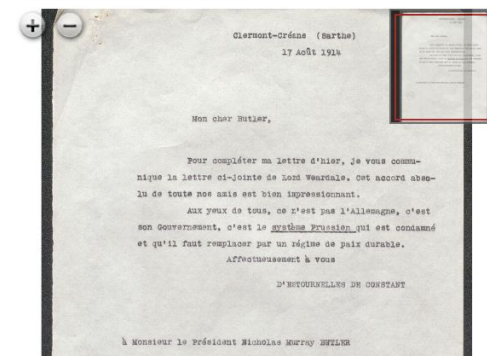 Clermont-Créans (Sarthe)
17 Août 1914
Mon cher Butler,
Pour compléter ma lettre d'hier, je vous commu-
nique la lettre ci-jointe de Lord Weardale. Cet accord abso-
lu de toute nos amis est bien impressionnant.
Aux yeux de tous, ce n'est pas l'Allemagne, c'est
son Gouvernement, c'est le système Prussien qui est condamné
et qu'il faut remplacer par un régime de paix durable.
Affectueusement à vous
D'ESTOURNELLES DE CONSTANT
à Monsieur le Président Nicholas Murray BUTLER